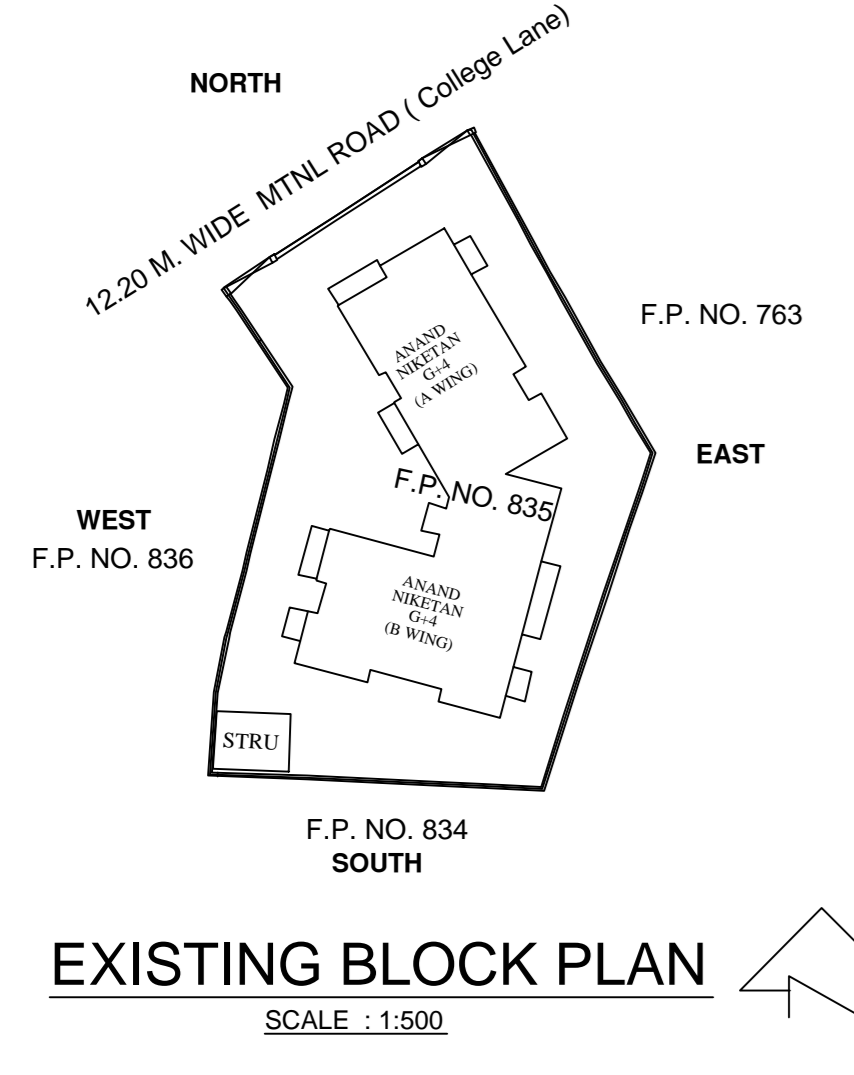 NORTH
12.20 M. WIDE MTNL ROAD ( College Lane)
F.P. NO. 763
ANAND
NIKETAN
G+4
(A WING)
EAST
F.P. NO. 835
WEST
F.P. NO. 836
ANAND
NIKETAN
G+4
(B WING)
STRU
F.P. NO. 834
SOUTH
EXISTING BLOCK PLAN
SCALE : 1:500